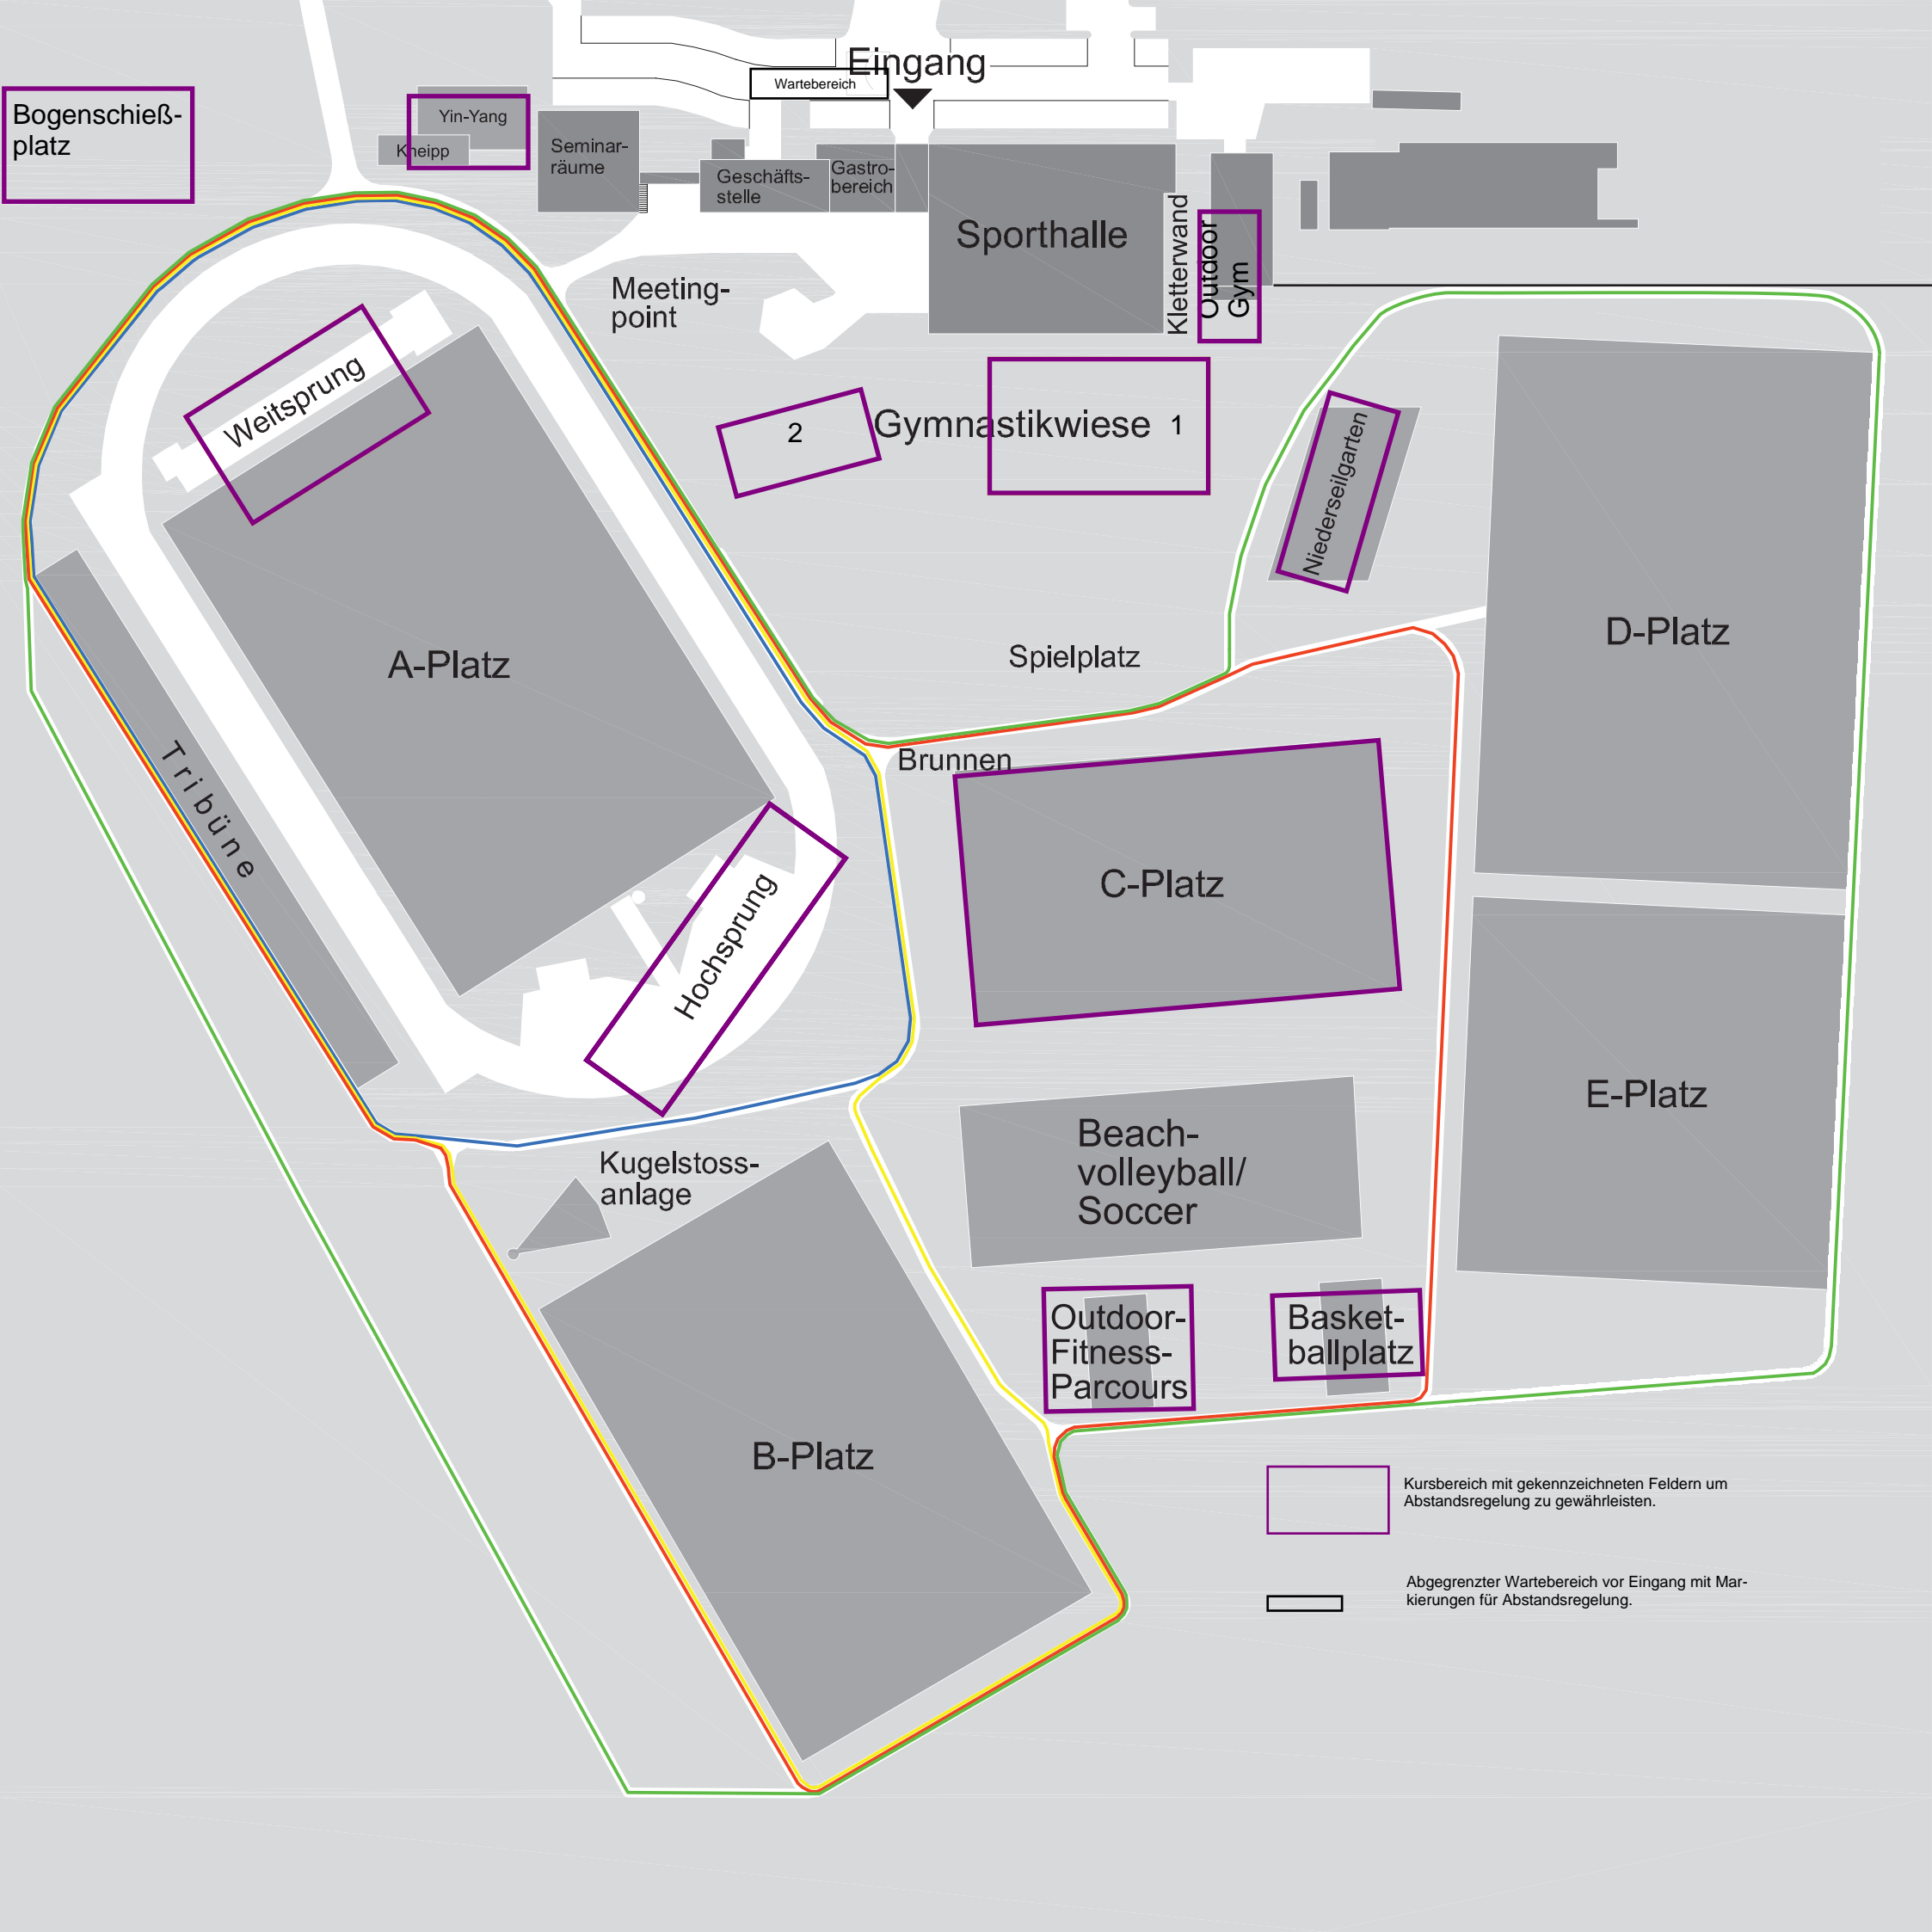 Eingang
Wartebereich
Bogenschieß-
platz
Yin-Yang
Kneipp
Seminar-
räume
Geschäfts-
stelle
Gastro-
bereich
Sporthalle
Kletterwand
Outdoor
Gym
Meeting-
point
Weitsprung
2
Gymnastikwiese
1
Niederseilgarten
D-Platz
A-Platz
Spielplatz
Brunnen
Tribüne
C-Platz
Hochsprung
E-Platz
Beach-
volleyball/
Soccer
Kugelstoss-
anlage
Outdoor-
Fitness-
Parcours
Basket-
ballplatz
B-Platz
Kursbereich mit gekennzeichneten Feldern um
Abstandsregelung zu gewährleisten.
Abgegrenzter Wartebereich vor Eingang mit Mar-
kierungen für Abstandsregelung.